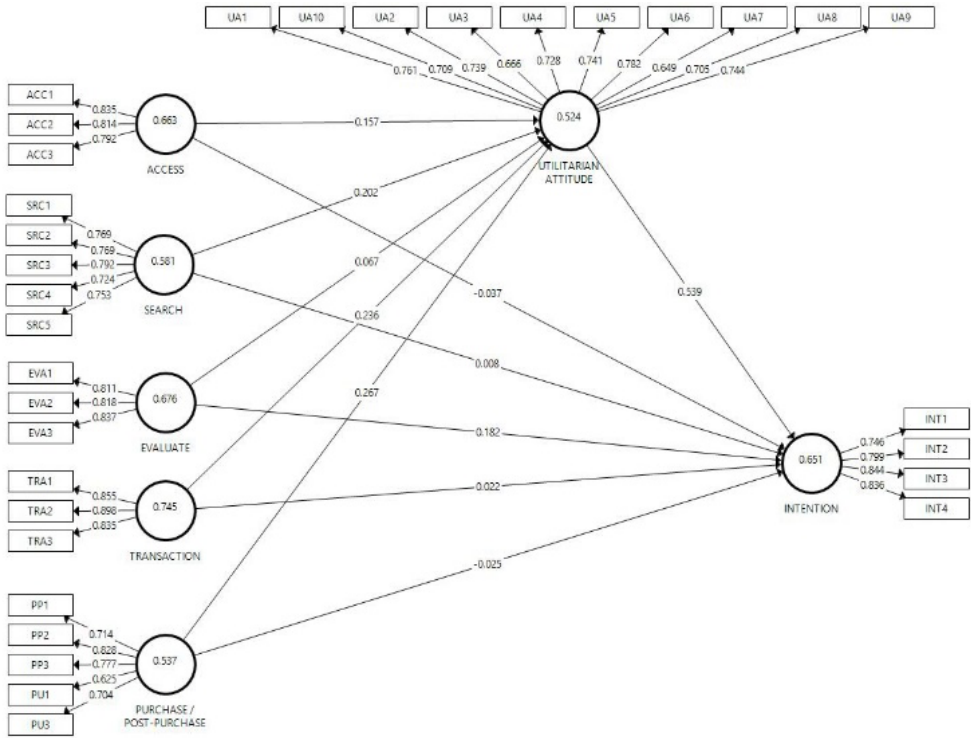 UA1 UA10 UA2 UA3 UA4 UA5 UA6 UA7 UA8 UA9
0.761 0.709 0.739 0.666 0.728 0.741 0.782 0.649 0.705 0.744
ACC1
ACC2
ACC3
0.835
0.814
0.792
0.663
ACCESS
0.157
0.524
UTILITARIAN
ATTITUDE
SRC1
SRC2
SRC3
SRC4
SRC5
0.769
0.769
0.792
0.724
0.753
0.581
SEARCH
0.202
0.067
0.236
0.267
-0.037
0.008
0.539
EVA1
EVA2
EVA3
0.811
0.818
0.837
0.676
EVALUATE
0.182
0.022
-0.025
0.651
INTENTION
0.746
0.799
0.844
0.836
INT1
INT2
INT3
INT4
TRA1
TRA2
TRA3
0.855
0.898
0.835
0.745
TRANSACTION
PP1
PP2
PP3
PU1
PU3
0.714
0.828
0.777
0.625
0.704
0.537
PURCHASE /
POST-PURCHASE